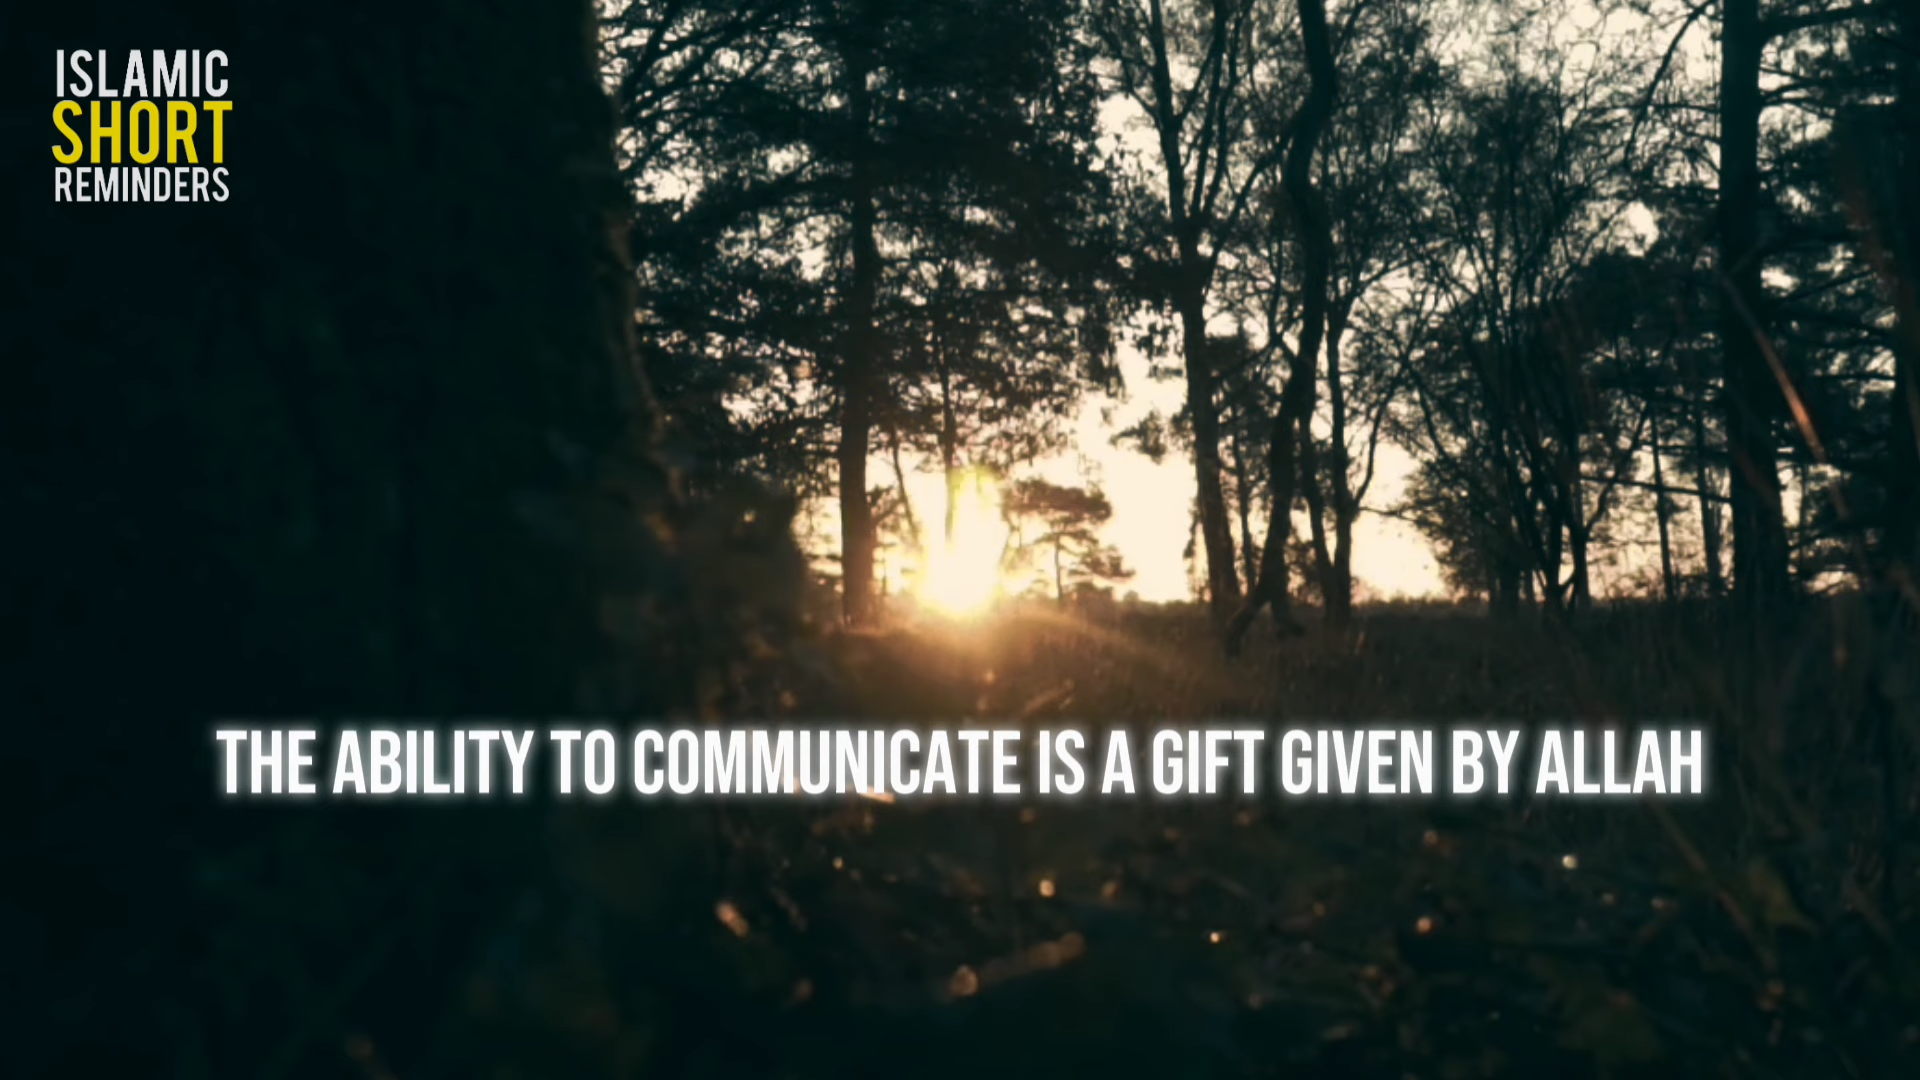 ISLAMIC
SHORT
REMINDERS
THE ABILITY TO COMMUNICATE IS A GIFT GIVEN BY ALLAH